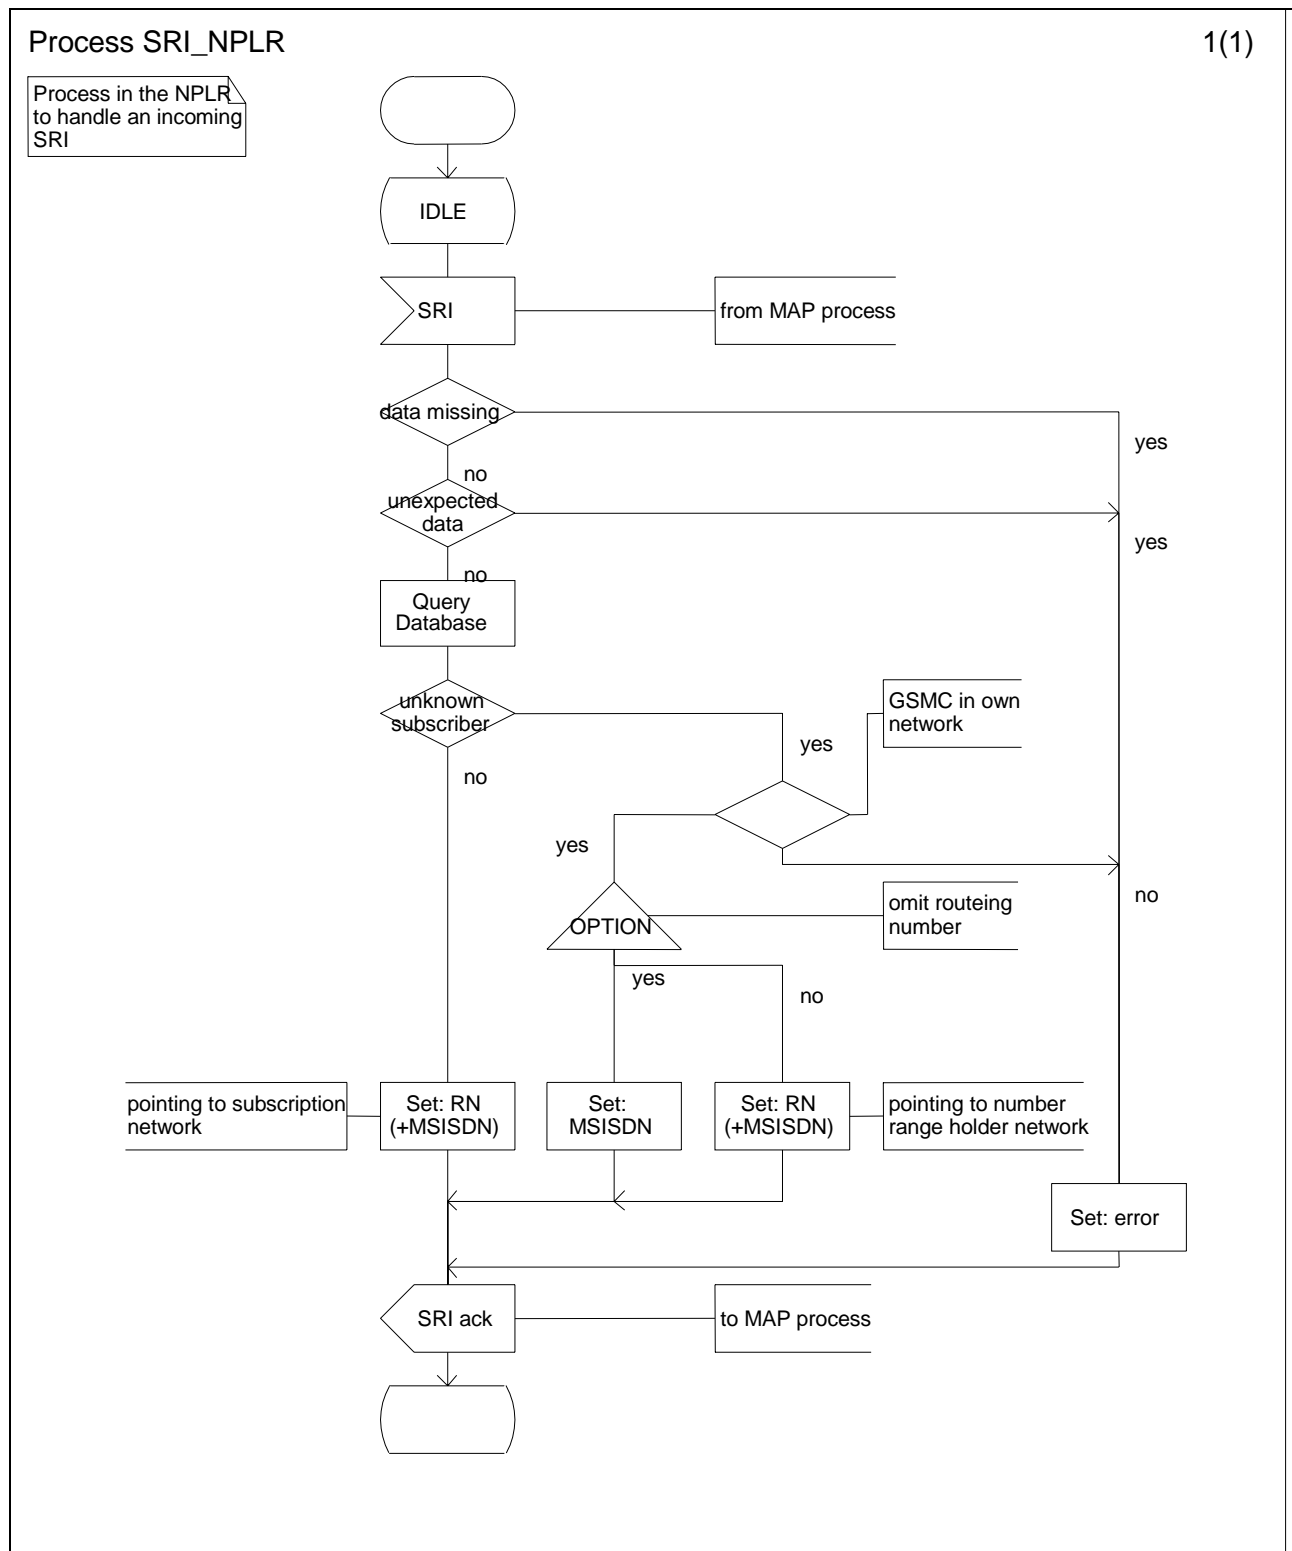 Process SRI_NPLR
1(1)
Process in the NPLR
to handle an incoming
SRI
IDLE
SRI
from MAP process
data missing
yes
no
unexpected
data
yes
no
Query
Database
unknown
subscriber
GSMC in own
network
yes
no
yes
omit routeing
number
no
OPTION
yes
no
pointing to subscription
network
Set: RN
(+MSISDN)
Set:
MSISDN
Set: RN
(+MSISDN)
pointing to number
range holder network
Set: error
SRI ack
to MAP process